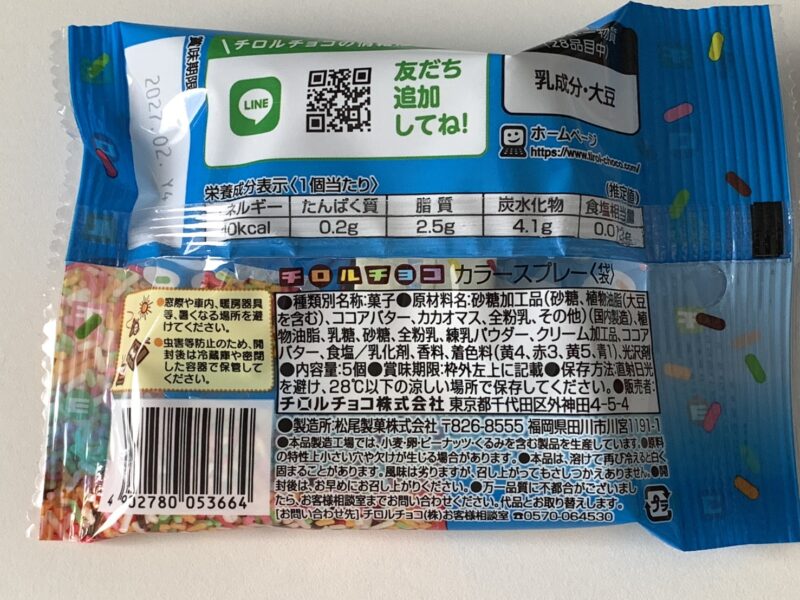 チロルチョコの情報
LINE
友だち
追加
してね!
28品目中
乳成分・大豆
ホームページ
https://www.tirol-choco.com/
賞味期限
2027.02.
栄養成分表示〈1個当たり〉
(推定値)
エネルギー たんぱく質 脂質 炭水化物 食塩相当量
40kcal 0.2g 2.5g 4.1g
チロルチョコ カラースプレー〈袋〉
●種類別名称:菓子●原材料名:砂糖加工品(砂糖、植物油脂(大豆
を含む)、ココアバター、カカオマス、全粉乳、その他)(国内製造)、植
物油脂、乳糖、砂糖、全粉乳、練乳パウダー、クリーム加工品、ココア
バター、食塩/乳化剤、香料、着色料(黄4、赤3、黄5、青1)、光沢剤
●内容量:5個●賞味期限:枠外左上に記載●保存方法:直射日光
を避け、28℃以下の涼しい場所で保存してください。●販売者:
チロルチョコ株式会社 東京都千代田区外神田4-5-4
●製造所:松尾製菓株式会社 〒826-8555 福岡県田川市川宮1191-1
●本品製造工場では、小麦・卵・ピーナッツ・くるみを含む製品を生産しています。●原料
の特性上小さい穴や欠けが生じる場合があります。●本品は、溶けて再び冷えると白く
固まることがあります。風味は劣りますが、召し上がってもさしつかえありません。●開
封後は、お早めにお召し上がりください。●万一品質に不都合がございまし
たら、お客様相談室までお問い合わせください。代品とお取り替えします。
[お問い合わせ先]チロルチョコ(株)お客様相談室 ☎0570-064530
●窓際や車内、暖房器具
等、暑くなる場所を避
けてください。
●虫害等防止のため、開
封後は冷蔵庫や密閉
した容器で保管して
ください。
4 902780 053664
プラ